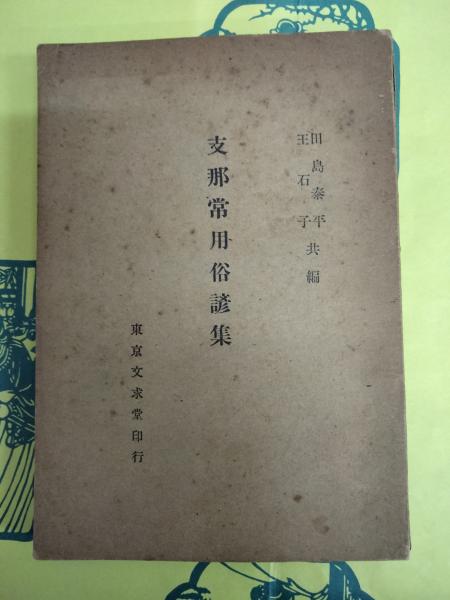 田島泰平
王石子
共編
支那常用俗諺集
東京文求堂印行